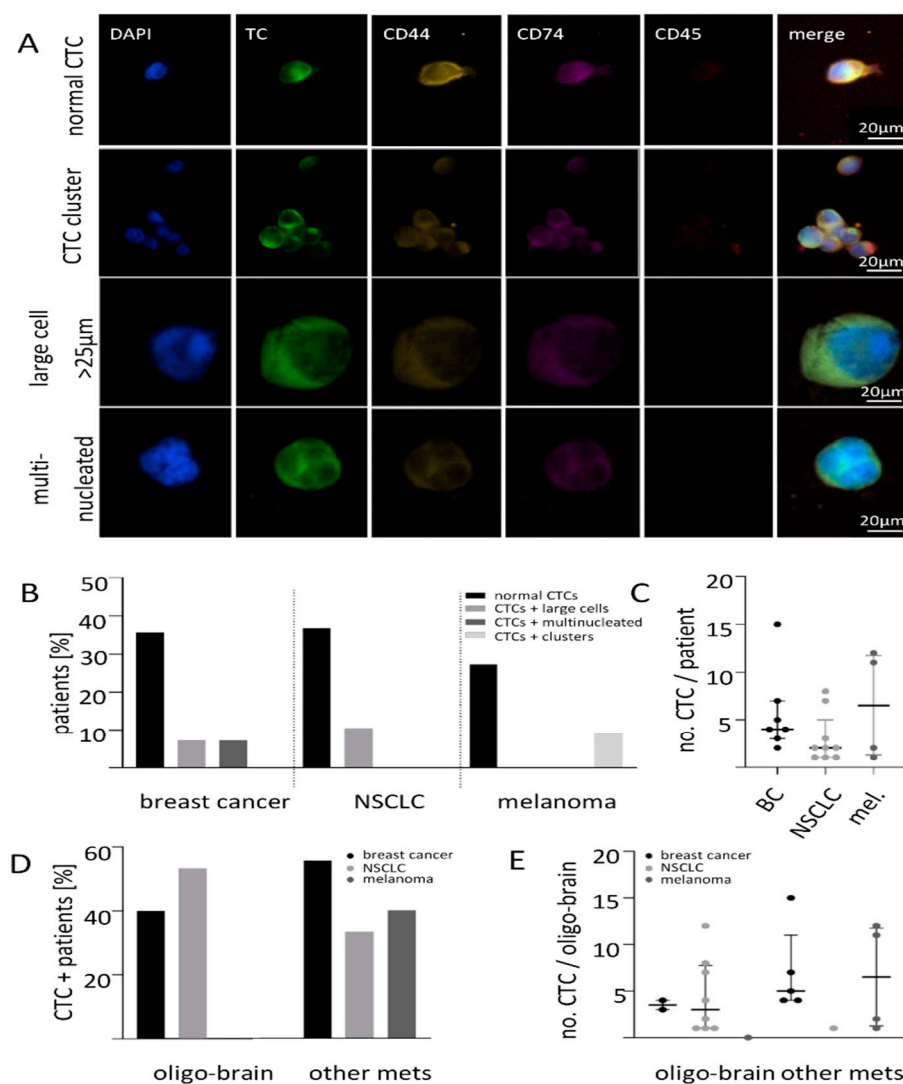 A
DAPI
TC
CD44
CD74
CD45
merge
normal CTC
20µm
CTC cluster
20µm
large cell
>25µm
20µm
multi-
nucleated
20µm
B
patients [%]
50
40
30
20
10
normal CTCs
CTCs + large cells
CTCs + multinucleated
CTCs + clusters
breast cancer
NSCLC
melanoma
C
no. CTC / patient
20
15
10
5
BC
NSCLC
mel.
D
CTC + patients [%]
60
40
20
breast cancer
NSCLC
melanoma
oligo-brain
other mets
E
no. CTC / oligo-brain
20
15
10
5
breast cancer
NSCLC
melanoma
oligo-brain other mets